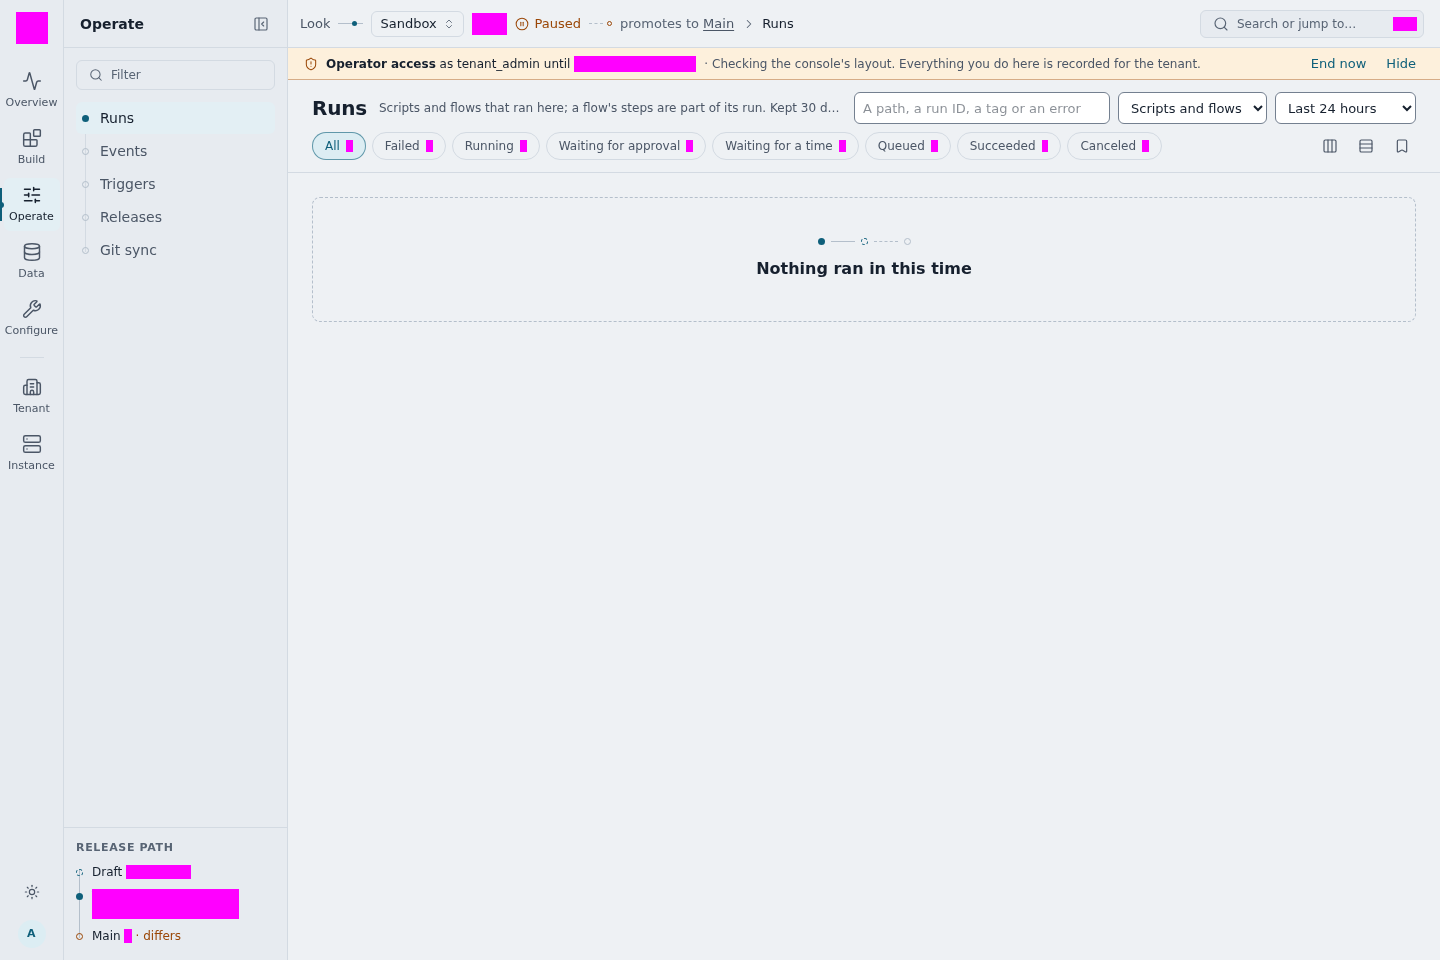 Operate
Look
Sandbox
Paused
promotes to Main
Runs
Search or jump to…
Operator access as tenant_admin until
· Checking the console's layout. Everything you do here is recorded for the tenant.
End now
Hide
Overview
Build
Operate
Data
Configure
Tenant
Instance
A
Filter
Runs
Events
Triggers
Releases
Git sync
RELEASE PATH
Draft
Main · differs
Runs
Scripts and flows that ran here; a flow's steps are part of its run. Kept 30 d…
A path, a run ID, a tag or an error
Scripts and flows
Last 24 hours
All
Failed
Running
Waiting for approval
Waiting for a time
Queued
Succeeded
Canceled
Nothing ran in this time